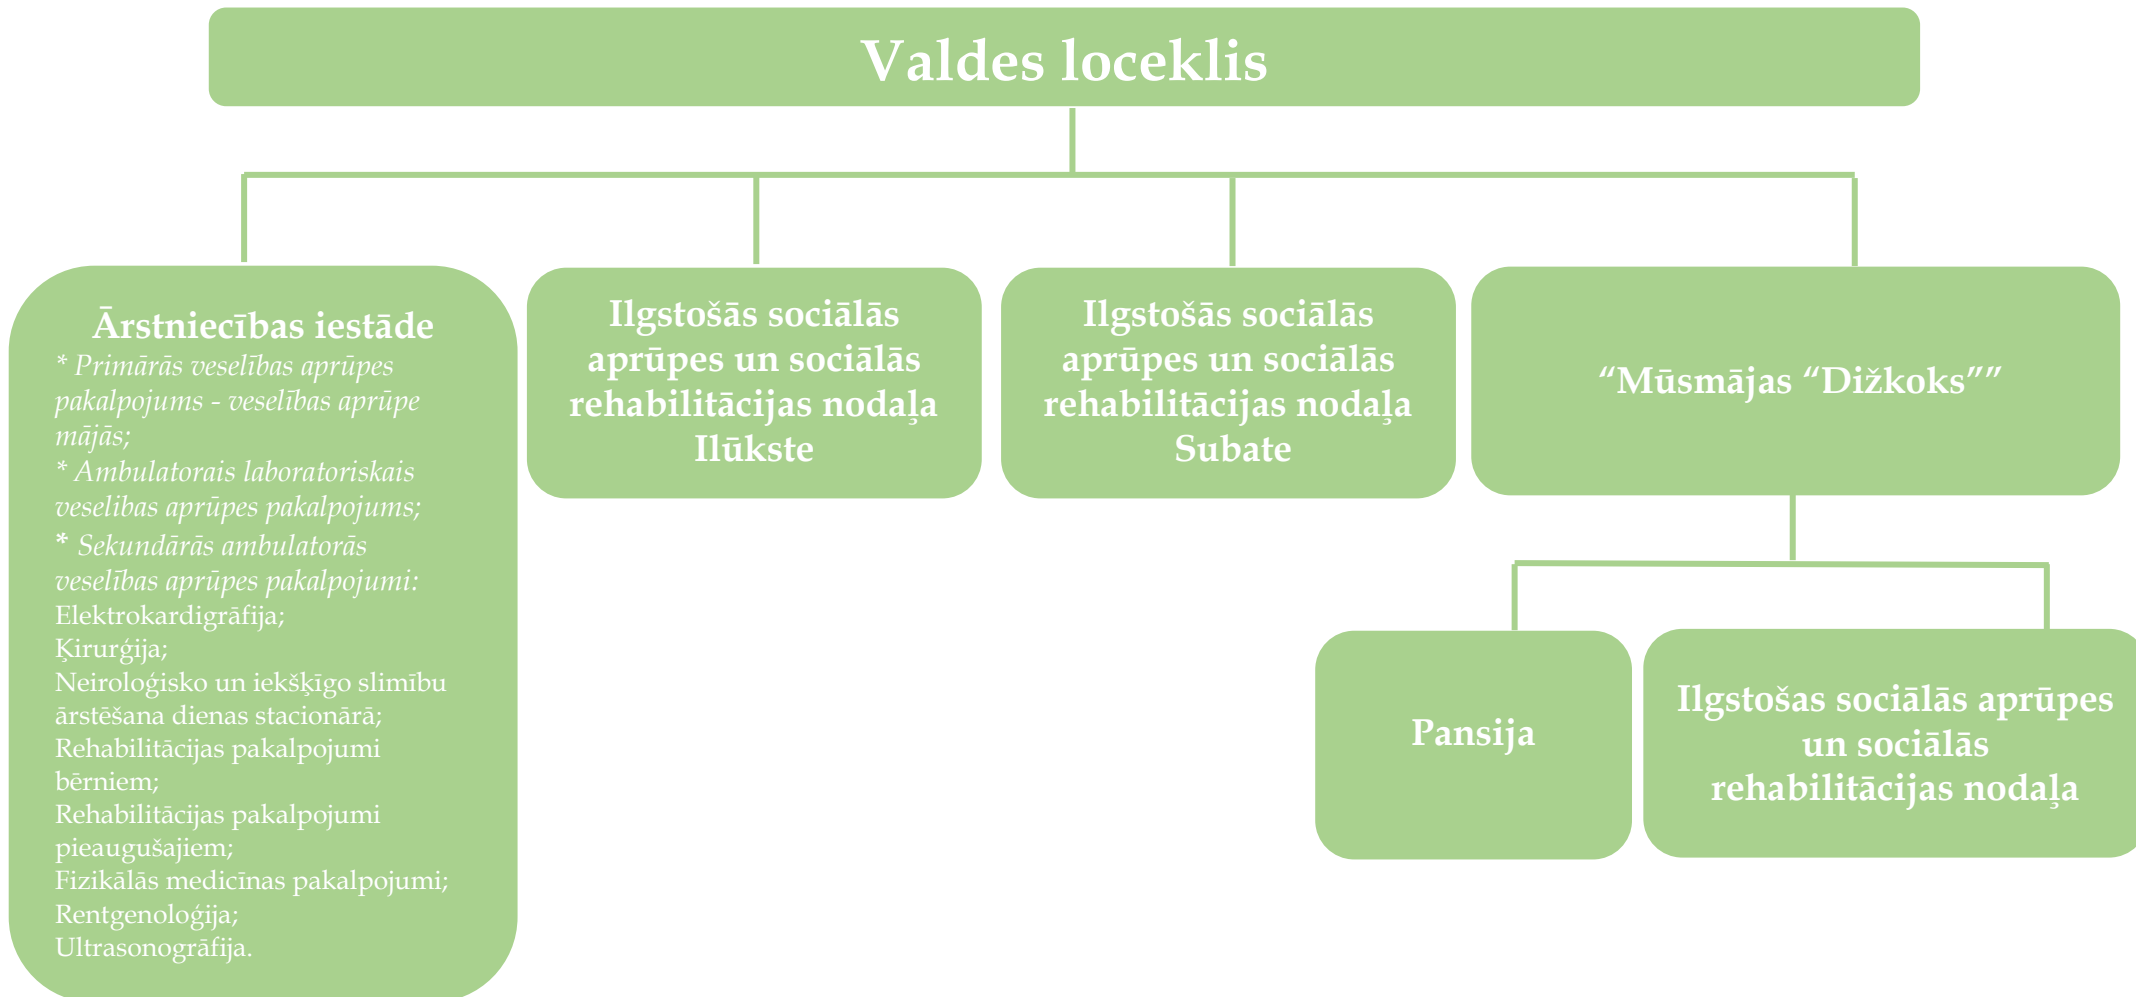 Valdes loceklis
Ārstniecības iestāde
* Primārās veselības aprūpes
pakalpojums - veselības aprūpe
mājās;
* Ambulatorais laboratoriskais
veselibas aprūpes pakalpojums;
* Sekundārās ambulatorās
veselības aprūpes pakalpojumi:
Elektrokardigrāfija;
Ķirurģija;
Neiroloģisko un iekšķīgo slimību
ārstēšana dienas stacionārā;
Rehabilitācijas pakalpojumi
bērniem;
Rehabilitācijas pakalpojumi
pieaugušajiem;
Fizikālās medicīnas pakalpojumi;
Rentgenoloģija;
Ultrasonogrāfija.
Ilgstošās sociālās
aprūpes un sociālās
rehabilitācijas nodaļa
Ilūkste
Ilgstošās sociālās
aprūpes un sociālās
rehabilitācijas nodaļa
Subate
“Mūsmājas “Dižkoks””
Pansija
Ilgstošas sociālās aprūpes
un sociālās
rehabilitācijas nodaļa